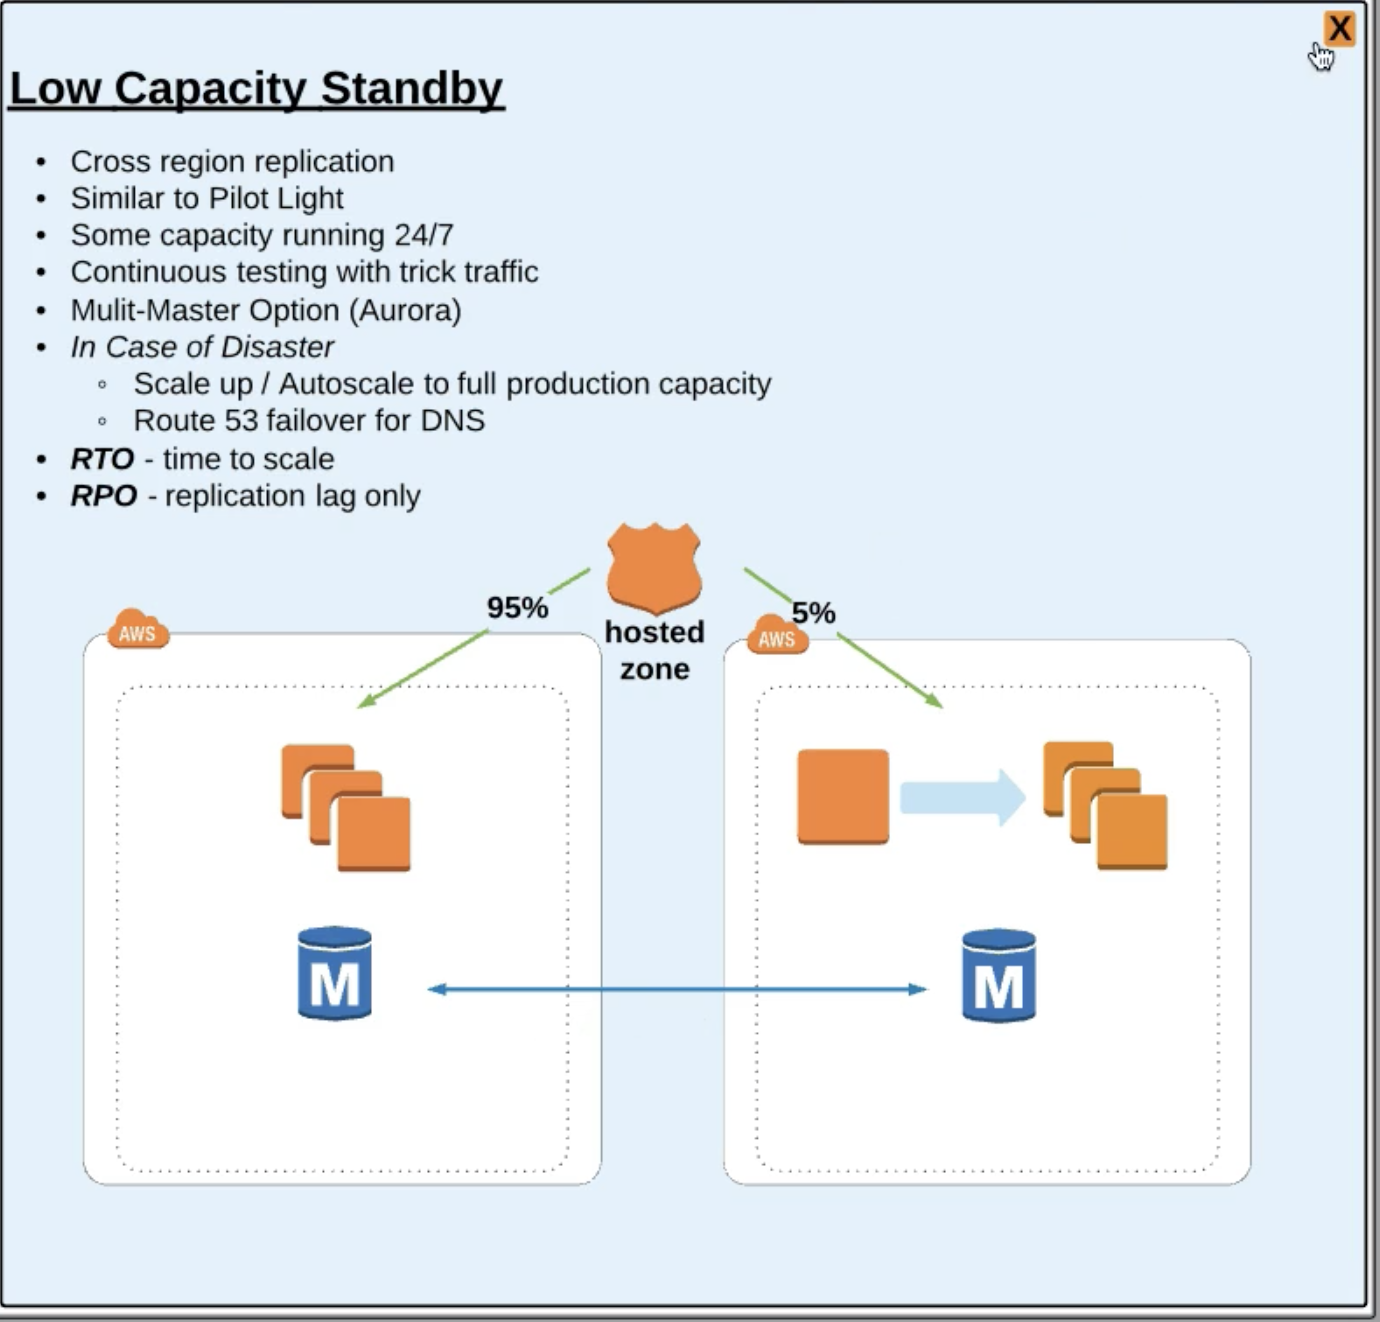 X
Low Capacity Standby
• Cross region replication
• Similar to Pilot Light
• Some capacity running 24/7
• Continuous testing with trick traffic
• Mulit-Master Option (Aurora)
• In Case of Disaster
◦ Scale up / Autoscale to full production capacity
◦ Route 53 failover for DNS
• RTO - time to scale
• RPO - replication lag only
95%
5%
AWS
hosted
zone
AWS
M
M